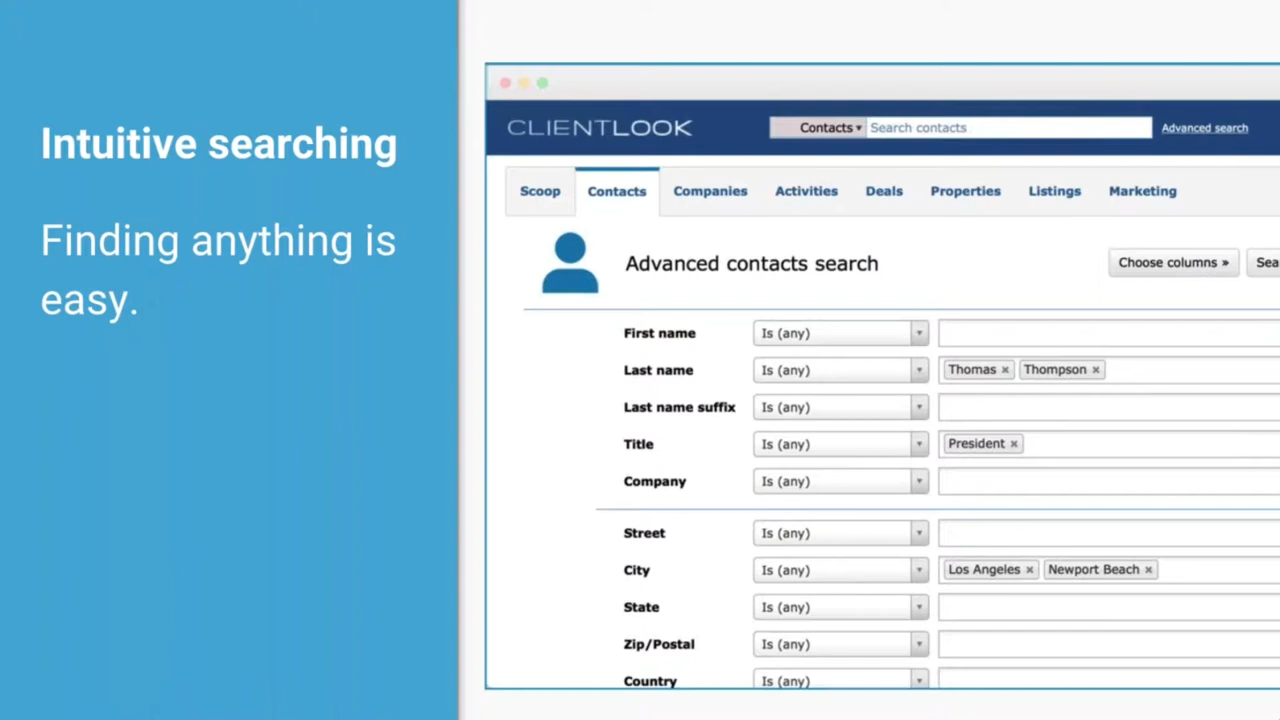 Intuitive searching
Finding anything is
easy.
CLIENTLOOK
Contacts Search contacts Advanced search
Scoop Contacts Companies Activities Deals Properties Listings Marketing
Advanced contacts search Choose columns »
First name Is (any)
Last name Is (any) Thomas × Thompson ×
Last name suffix Is (any)
Title Is (any) President ×
Company Is (any)
Street Is (any)
City Is (any) Los Angeles × Newport Beach ×
State Is (any)
Zip/Postal Is (any)
Country Is (any)